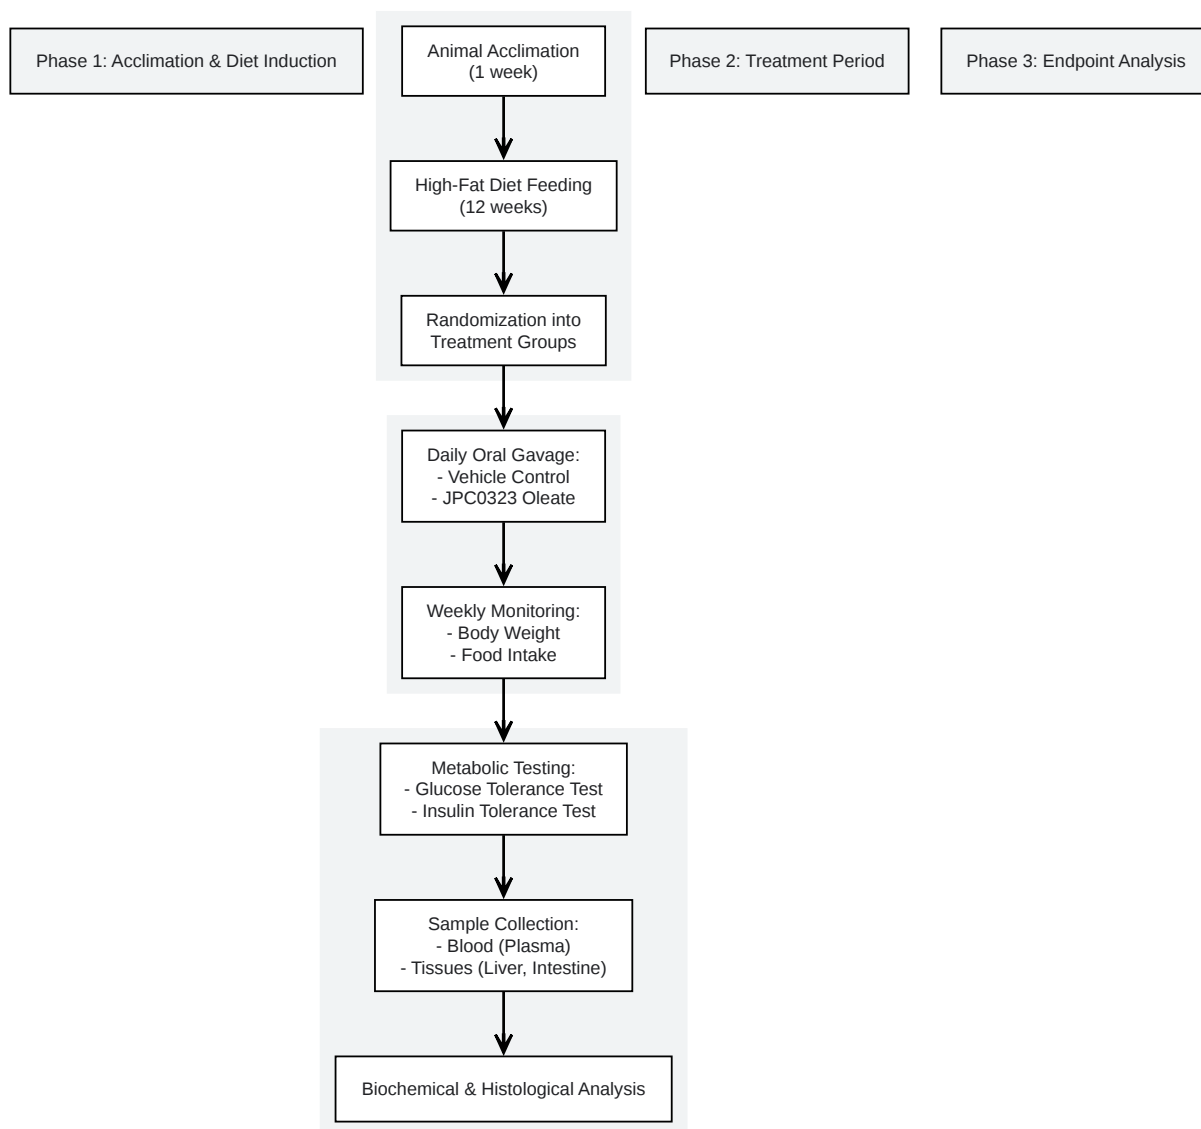 Phase 1: Acclimation & Diet Induction
Animal Acclimation
(1 week)
Phase 2: Treatment Period
Phase 3: Endpoint Analysis
High-Fat Diet Feeding
(12 weeks)
Randomization into
Treatment Groups
Daily Oral Gavage:
- Vehicle Control
- JPC0323 Oleate
Weekly Monitoring:
- Body Weight
- Food Intake
Metabolic Testing:
- Glucose Tolerance Test
- Insulin Tolerance Test
Sample Collection:
- Blood (Plasma)
- Tissues (Liver, Intestine)
Biochemical & Histological Analysis